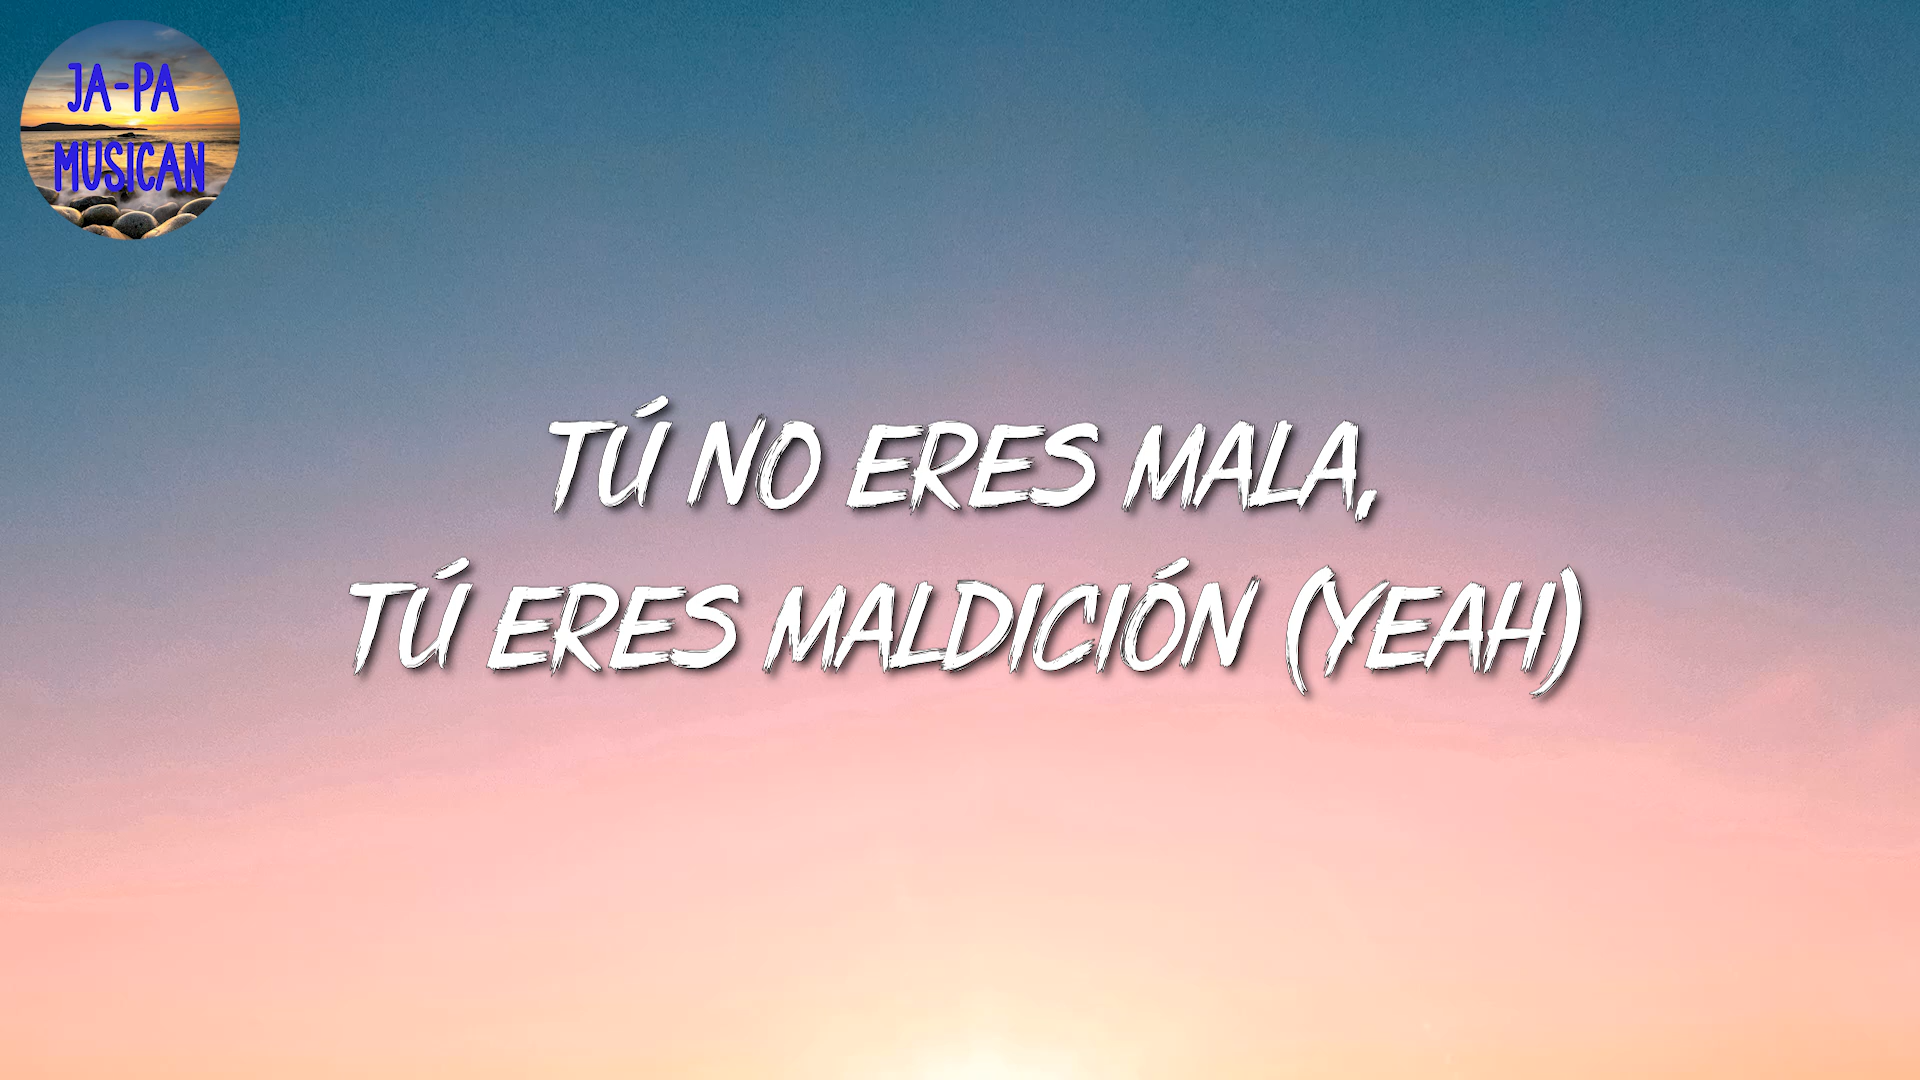 JA-PA
MUSICAN
TÚ NO ERES MALA,
TÚ ERES MALDICIÓN (YEAH)